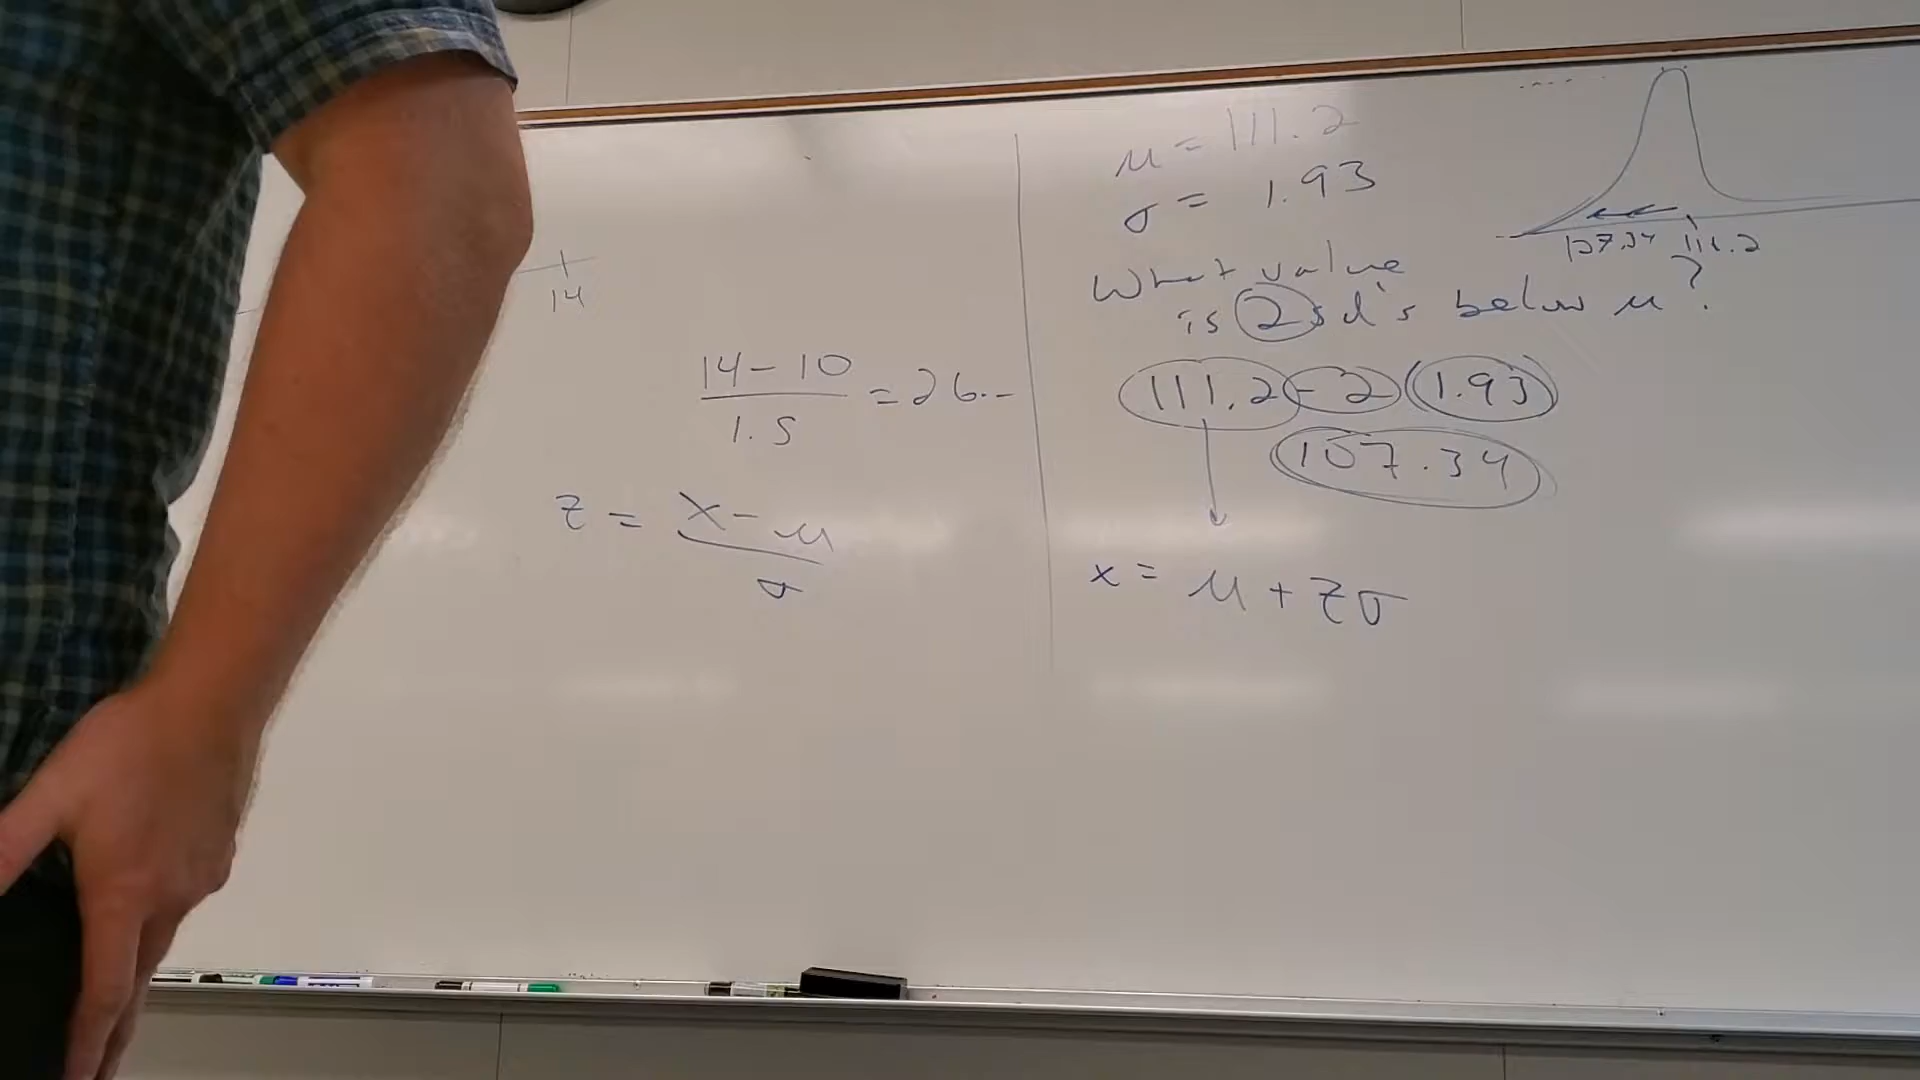 14
14 - 10
1.5
= 26..
z = x - μ
σ
μ = 111.2
σ = 1.93
What value
is 2 sd's below μ?
111.2 - 2 (1.93)
107.34
x = μ + zσ
107.34 111.2